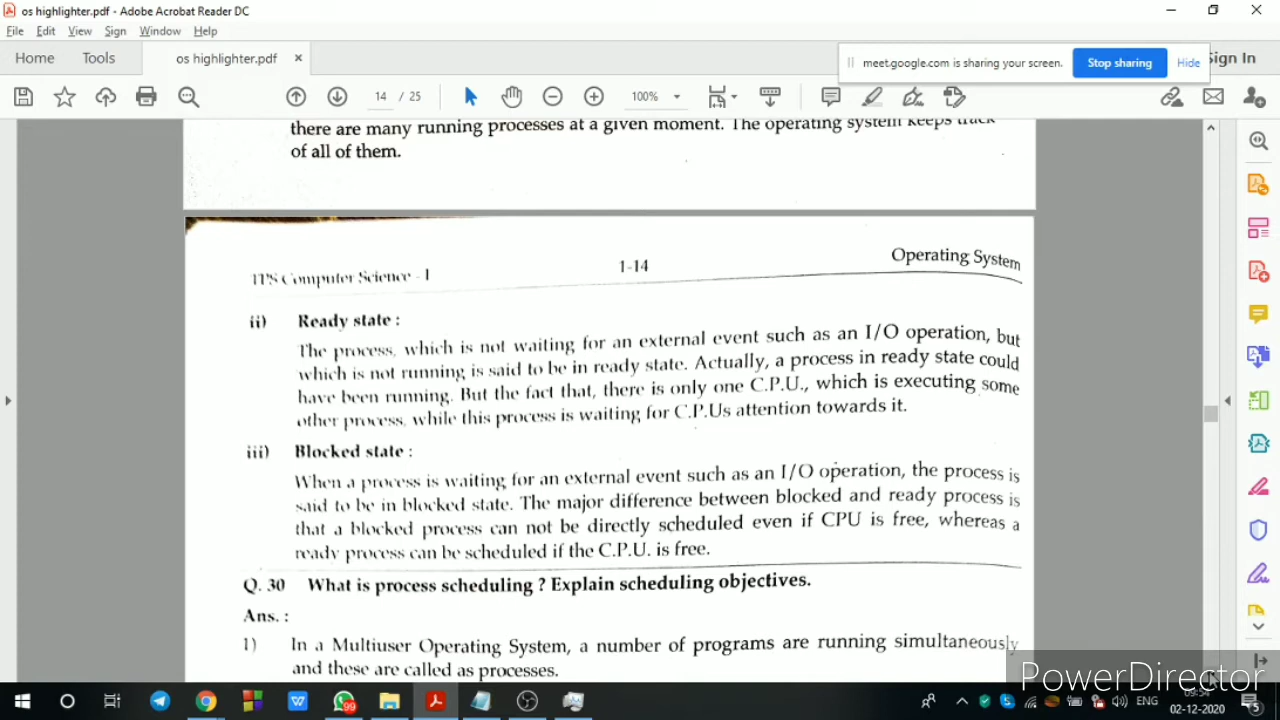 os highlighter.pdf - Adobe Acrobat Reader DC
File Edit View Sign Window Help
Home Tools os highlighter.pdf ×
meet.google.com is sharing your screen. Stop sharing Hide Sign In
14 / 25 100%
there are many running processes at a given moment. The operating system keeps track
of all of them.
Computer Science - I 1-14 Operating System
ii) Ready state :
The process, which is not waiting for an external event such as an I/O operation, but
which is not running is said to be in ready state. Actually, a process in ready state could
have been running. But the fact that, there is only one C.P.U., which is executing some
other process, while this process is waiting for C.P.Us attention towards it.
iii) Blocked state :
When a process is waiting for an external event such as an I/O operation, the process is
said to be in blocked state. The major difference between blocked and ready process is
that a blocked process can not be directly scheduled even if CPU is free, whereas a
ready process can be scheduled if the C.P.U. is free.
Q. 30 What is process scheduling ? Explain scheduling objectives.
Ans. :
1) In a Multiuser Operating System, a number of programs are running simultaneously
and these are called as processes.
PowerDirector
99
ENG
09:54
02-12-2020
5